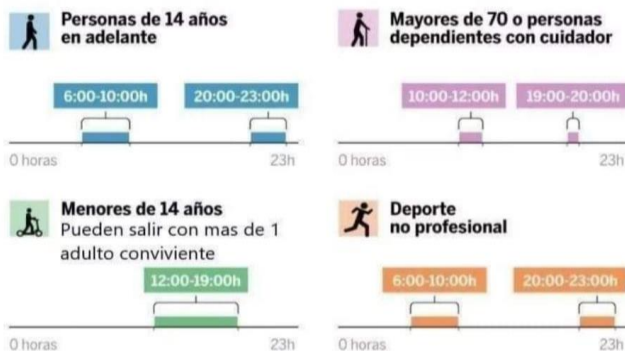 Personas de 14 años
en adelante
6:00-10:00h
20:00-23:00h
0 horas
23h
Mayores de 70 o personas
dependientes con cuidador
10:00-12:00h
19:00-20:00h
0 horas
23h
Menores de 14 años
Pueden salir con mas de 1
adulto conviviente
12:00-19:00h
0 horas
23h
Deporte
no profesional
6:00-10:00h
20:00-23:00h
0 horas
23h